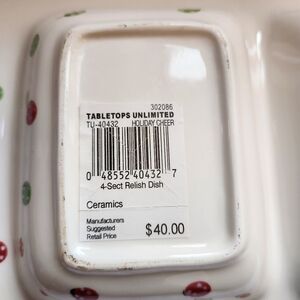 302086
TABLETOPS UNLIMITED
TU-40432 HOLIDAY CHEER
0 48552 40432 7
4-Sect Relish Dish
Ceramics
Manufacturers
Suggested
Retail Price $40.00